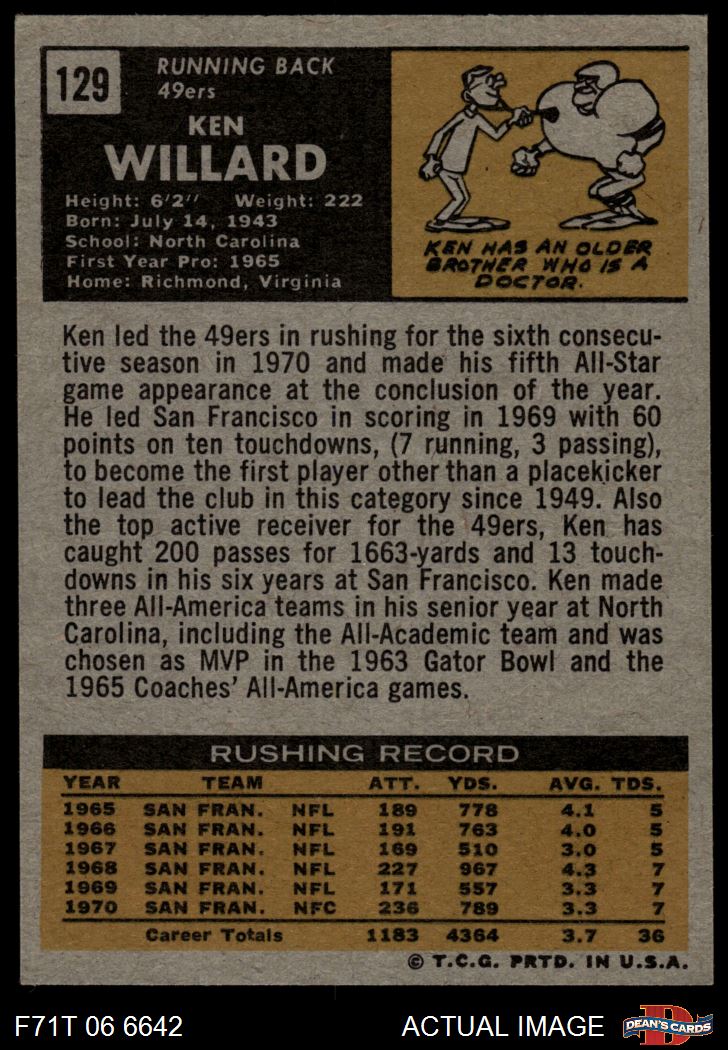 129
RUNNING BACK
49ers
KEN
WILLARD
Height: 6'2" Weight: 222
Born: July 14, 1943
School: North Carolina
First Year Pro: 1965
Home: Richmond, Virginia
KEN HAS AN OLDER
BROTHER WHO IS A
DOCTOR.
Ken led the 49ers in rushing for the sixth consecu-
tive season in 1970 and made his fifth All-Star
game appearance at the conclusion of the year.
He led San Francisco in scoring in 1969 with 60
points on ten touchdowns, (7 running, 3 passing),
to become the first player other than a placekicker
to lead the club in this category since 1949. Also
the top active receiver for the 49ers, Ken has
caught 200 passes for 1663-yards and 13 touch-
downs in his six years at San Francisco. Ken made
three All-America teams in his senior year at North
Carolina, including the All-Academic team and was
chosen as MVP in the 1963 Gator Bowl and the
1965 Coaches' All-America games.
RUSHING RECORD
YEAR TEAM ATT. YDS. AVG. TDS.
1965 SAN FRAN. NFL 189 778 4.1 5
1966 SAN FRAN. NFL 191 763 4.0 5
1967 SAN FRAN. NFL 169 510 3.0 5
1968 SAN FRAN. NFL 227 967 4.3 7
1969 SAN FRAN. NFL 171 557 3.3 7
1970 SAN FRAN. NFC 236 789 3.3 7
Career Totals 1183 4364 3.7 36
© T.C.G. PRTD. IN U.S.A.
F71T 06 6642 ACTUAL IMAGE D DEAN'S CARDS